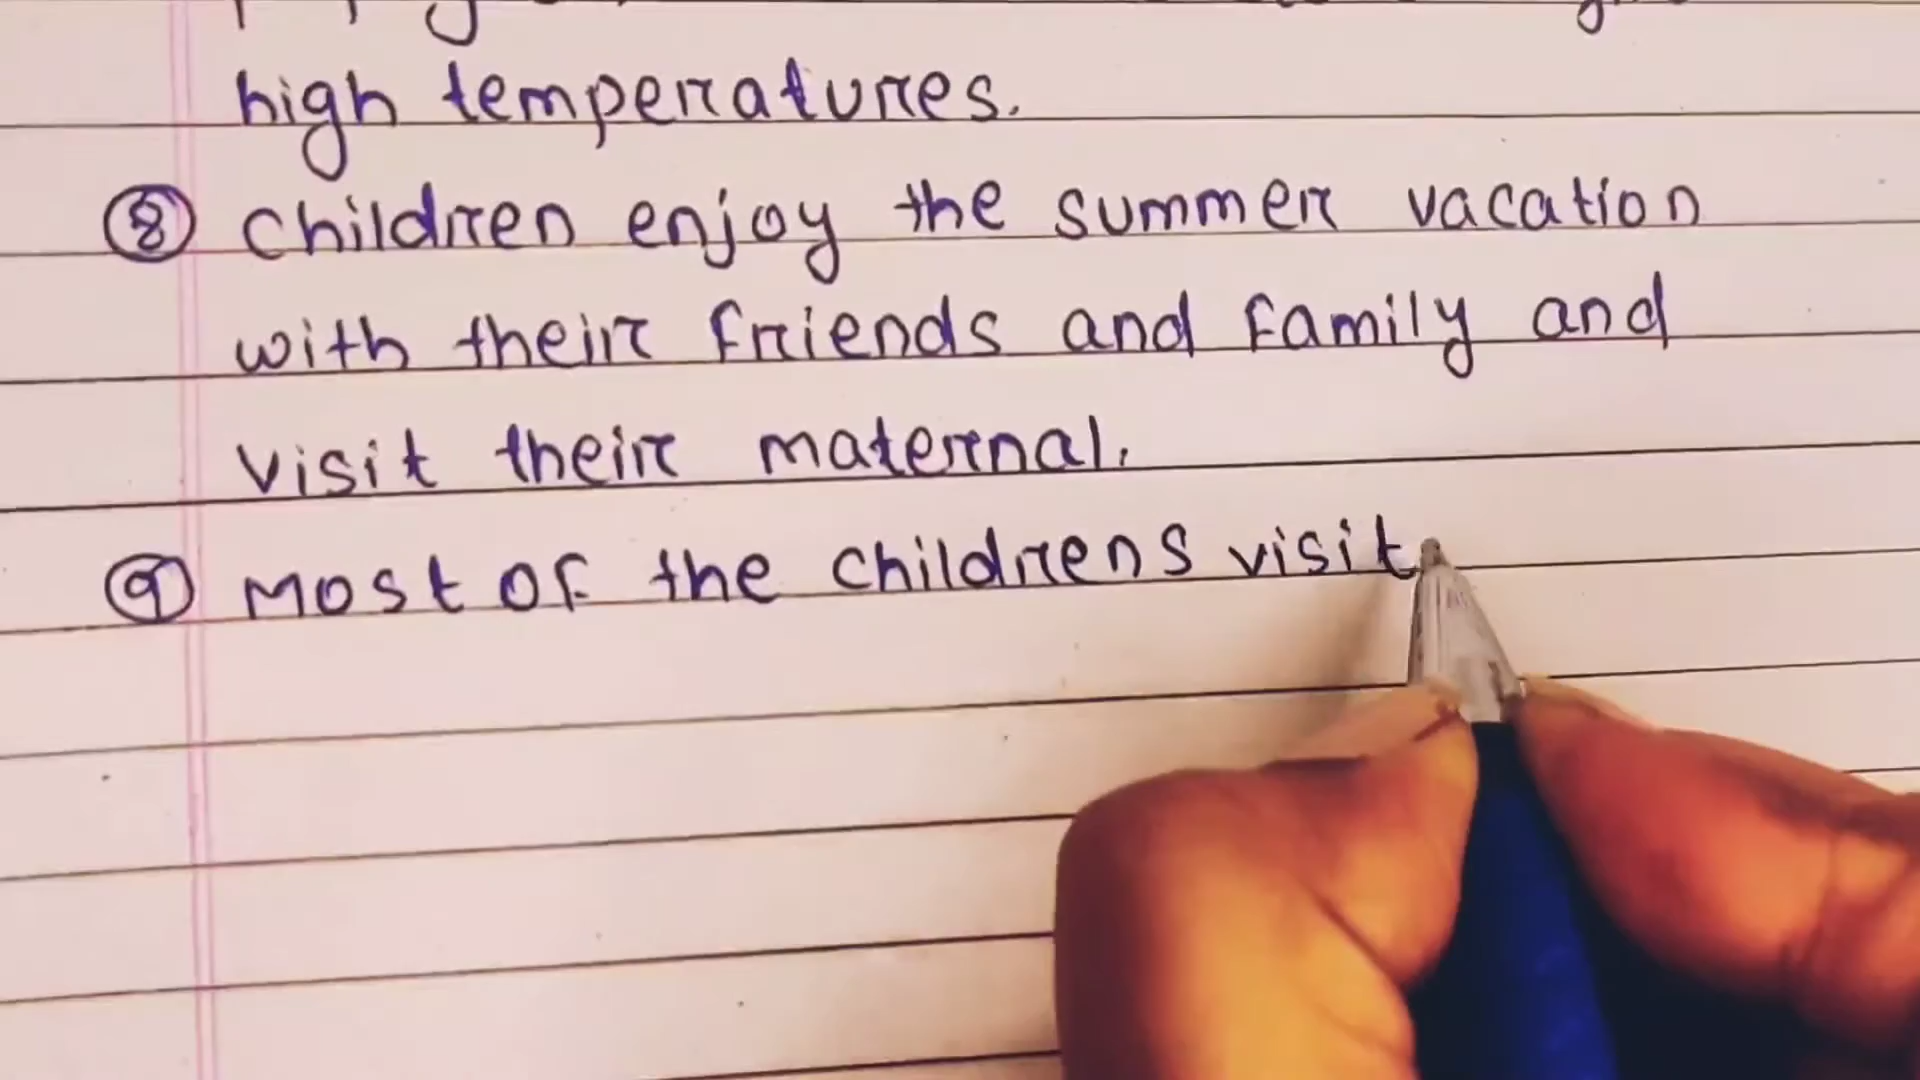 high temperatures.
⑧ children enjoy the summer vacation
with their friends and family and
visit their maternal.
⑨ Most of the childrens visit